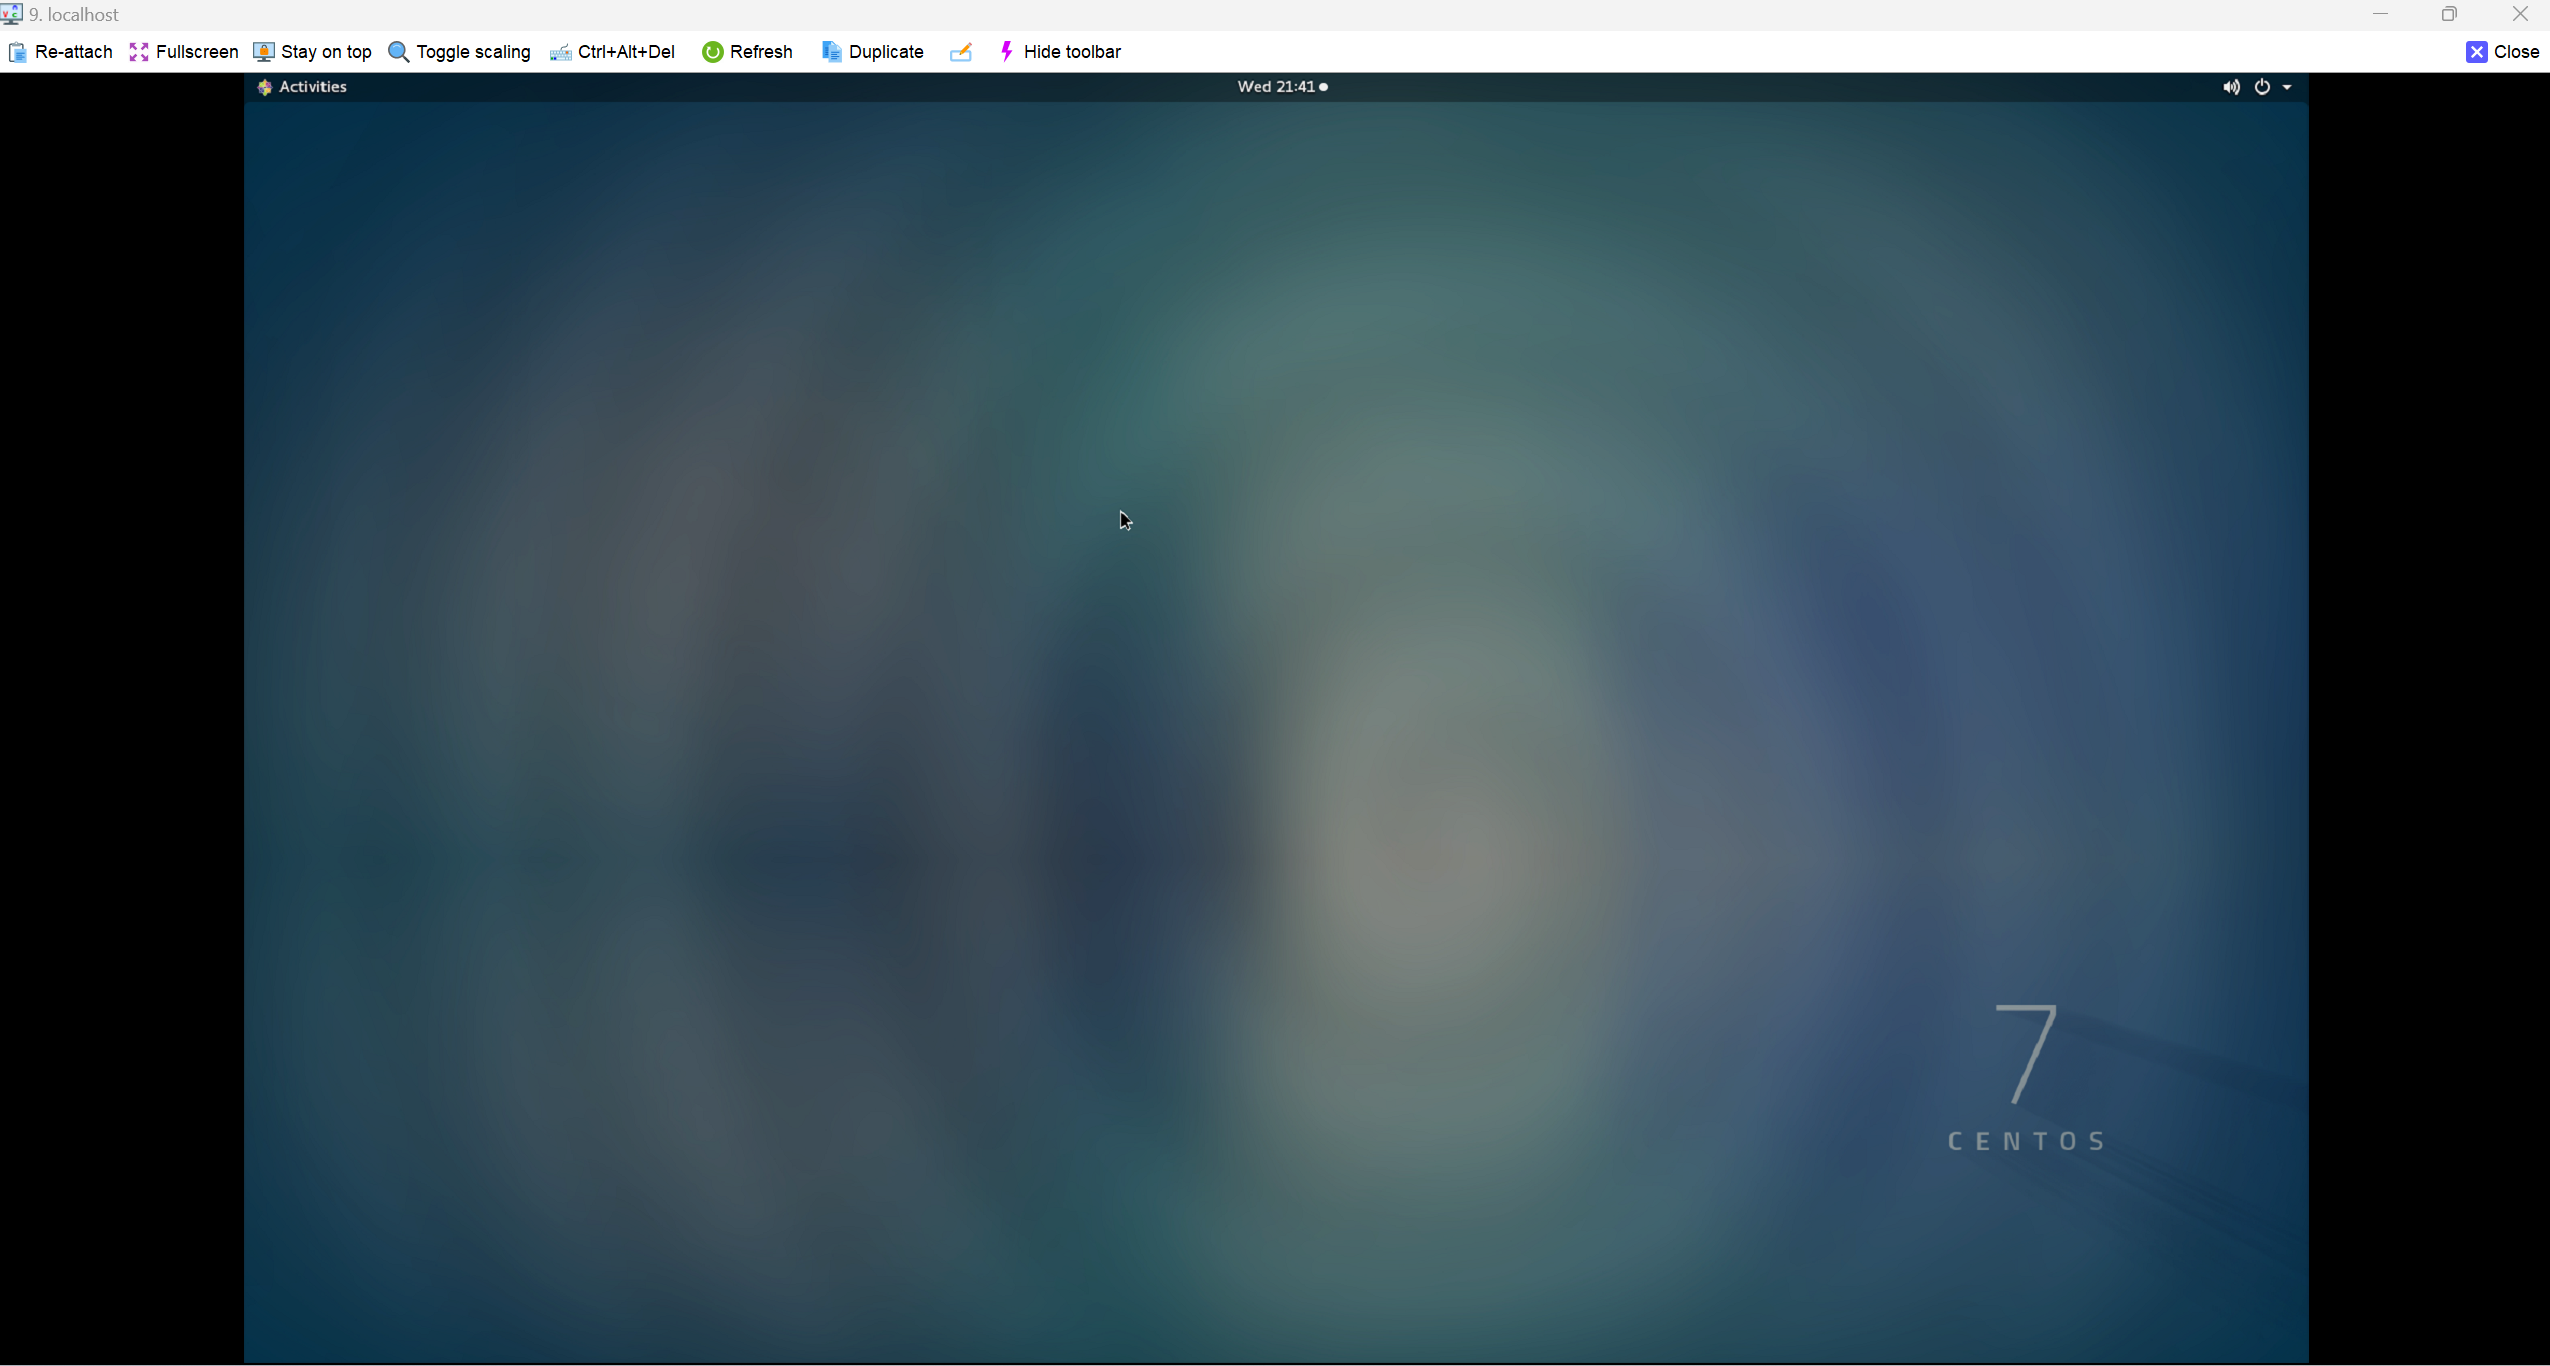 9. localhost
Re-attach Fullscreen Stay on top Toggle scaling Ctrl+Alt+Del Refresh Duplicate Hide toolbar Close
Activities Wed 21:41
7
CENTOS